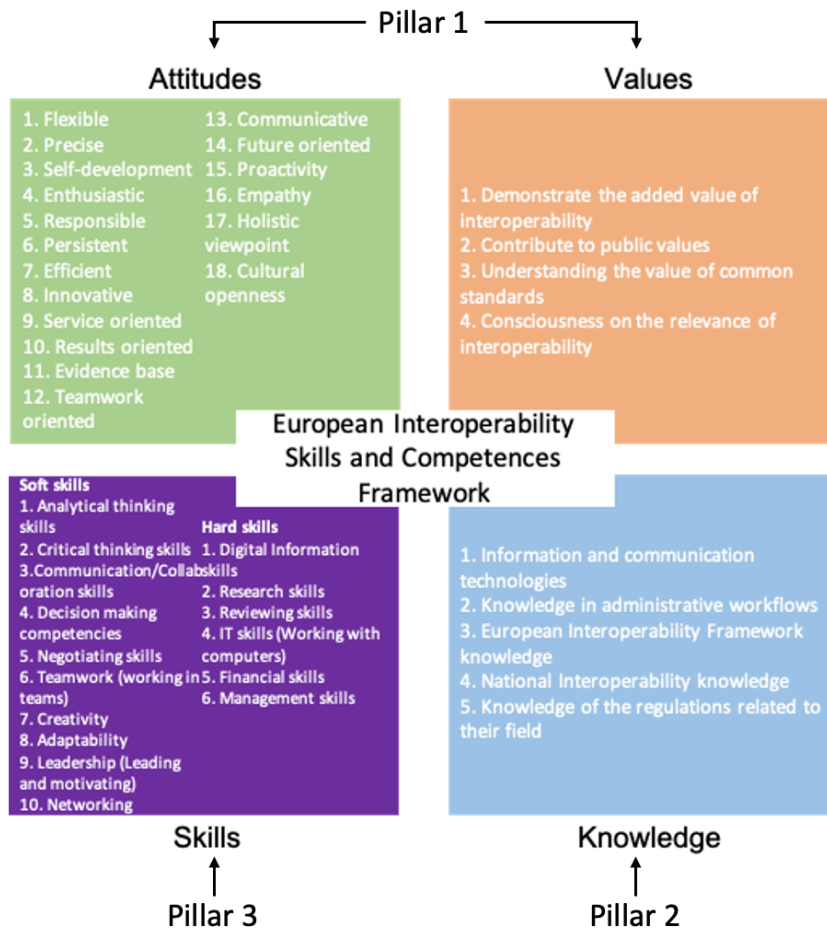 Pillar 1
Attitudes
1. Flexible
2. Precise
3. Self-development
4. Enthusiastic
5. Responsible
6. Persistent
7. Efficient
8. Innovative
9. Service oriented
10. Results oriented
11. Evidence base
12. Teamwork
oriented
13. Communicative
14. Future oriented
15. Proactivity
16. Empathy
17. Holistic
viewpoint
18. Cultural
openness
Values
1. Demonstrate the added value of
interoperability
2. Contribute to public values
3. Understanding the value of common
standards
4. Consciousness on the relevance of
interoperability
European Interoperability
Skills and Competences
Framework
Soft skills
1. Analytical thinking
skills
2. Critical thinking skills
3.Communication/Collab
oration skills
4. Decision making
competencies
5. Negotiating skills
6. Teamwork (working in
teams)
7. Creativity
8. Adaptability
9. Leadership (Leading
and motivating)
10. Networking
Hard skills
1. Digital Information
skills
2. Research skills
3. Reviewing skills
4. IT skills (Working with
computers)
5. Financial skills
6. Management skills
Skills
Pillar 3
1. Information and communication
technologies
2. Knowledge in administrative workflows
3. European Interoperability Framework
knowledge
4. National Interoperability knowledge
5. Knowledge of the regulations related to
their field
Knowledge
Pillar 2